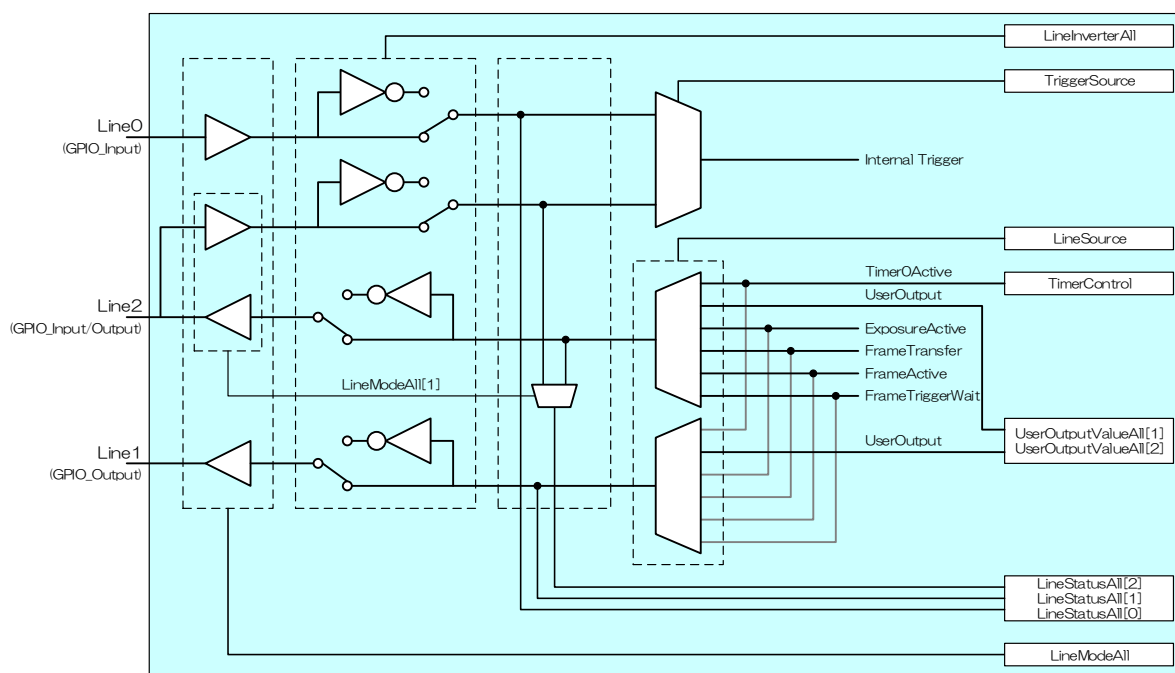 LineInverterAll
TriggerSource
Line0
(GPIO_Input)
Internal Trigger
LineSource
Timer0Active
TimerControl
UserOutput
Line2
(GPIO_Input/Output)
ExposureActive
FrameTransfer
FrameActive
LineModeAll[1]
FrameTriggerWait
UserOutputValueAll[1]
UserOutput
UserOutputValueAll[2]
Line1
(GPIO_Output)
LineStatusAll[2]
LineStatusAll[1]
LineStatusAll[0]
LineModeAll